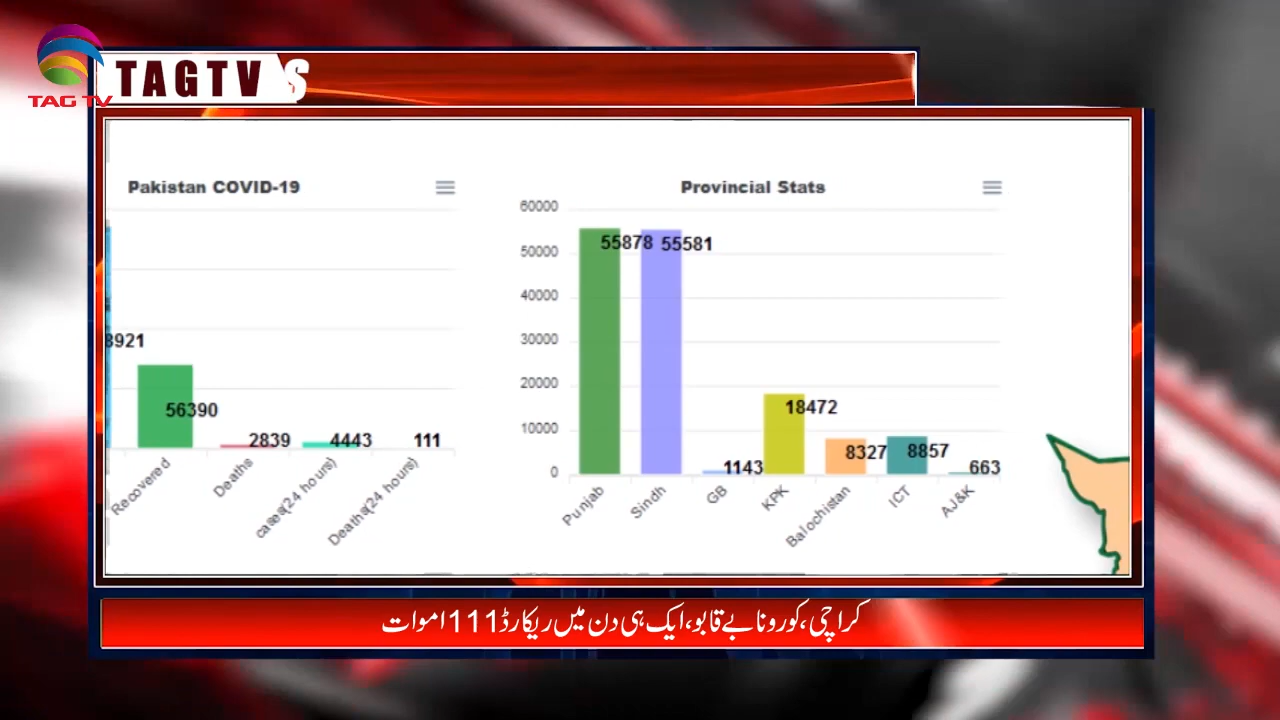 TAG TV
TAGTV S
Pakistan COVID-19
8921
56390
2839
4443
111
Recovered
Deaths
cases(24 hours)
Deaths(24 hours)
Provincial Stats
60000
50000
40000
30000
20000
10000
0
55878
55581
1143
18472
8327
8857
663
Punjab
Sindh
GB
KPK
Balochistan
ICT
AJ&K
کراچی، کورونا بے قابو، ایک ہی دن میں ریکارڈ 111 اموات